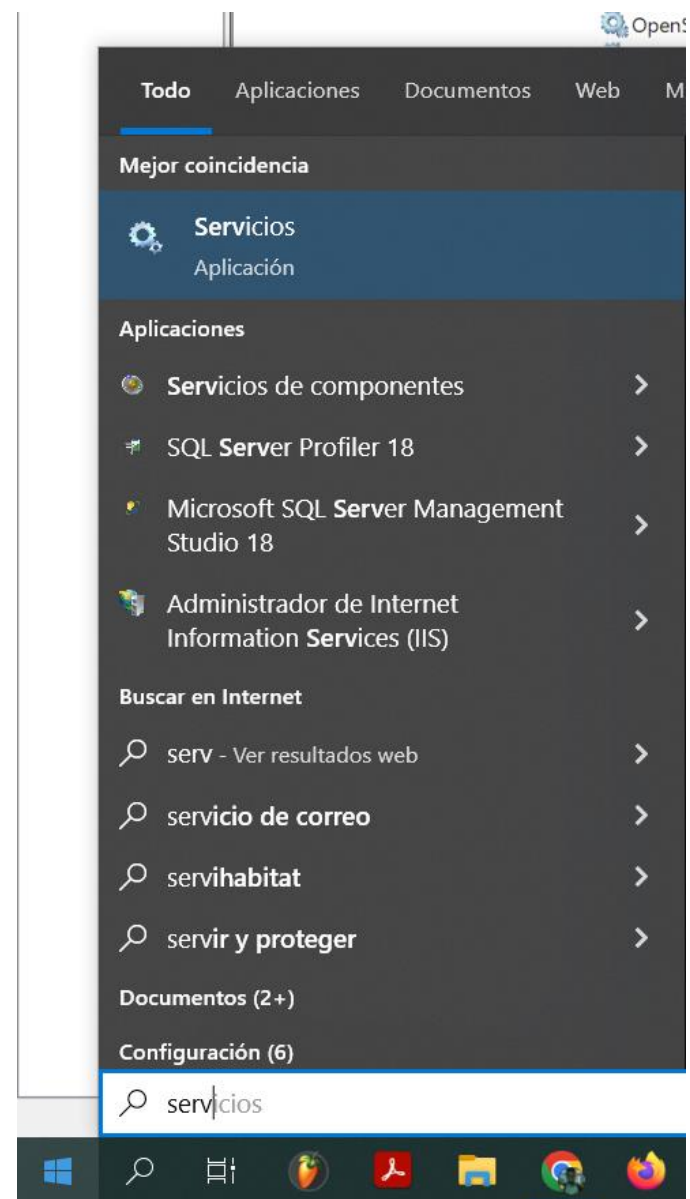 OpenS
Todo Aplicaciones Documentos Web M
Mejor coincidencia
Servicios
Aplicación
Aplicaciones
Servicios de componentes
SQL Server Profiler 18
Microsoft SQL Server Management
Studio 18
Administrador de Internet
Information Services (IIS)
Buscar en Internet
serv - Ver resultados web
servicio de correo
servihabitat
servir y proteger
Documentos (2+)
Configuración (6)
servicios